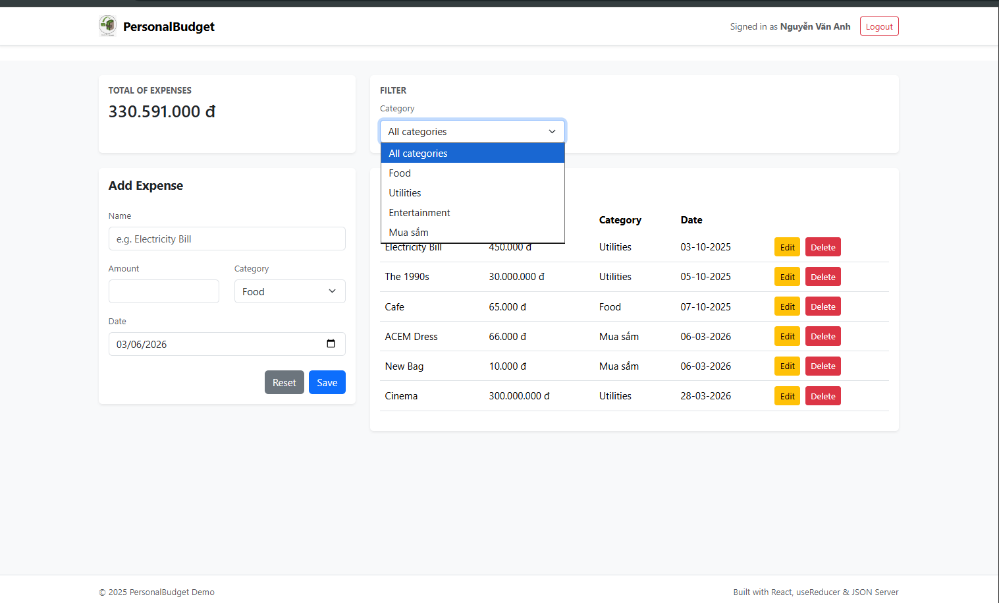 PersonalBudget
Signed in as Nguyễn Văn Anh Logout
TOTAL OF EXPENSES
330.591.000 đ
FILTER
Category
All categories
All categories
Food
Utilities
Entertainment
Mua sắm
Add Expense
Name
e.g. Electricity Bill
Amount Category
Food
Date
03/06/2026
Reset Save
Category Date
Electricity Bill 450.000 đ Utilities 03-10-2025 Edit Delete
The 1990s 30.000.000 đ Utilities 05-10-2025 Edit Delete
Cafe 65.000 đ Food 07-10-2025 Edit Delete
ACEM Dress 66.000 đ Mua sắm 06-03-2026 Edit Delete
New Bag 10.000 đ Mua sắm 06-03-2026 Edit Delete
Cinema 300.000.000 đ Utilities 28-03-2026 Edit Delete
© 2025 PersonalBudget Demo
Built with React, useReducer & JSON Server